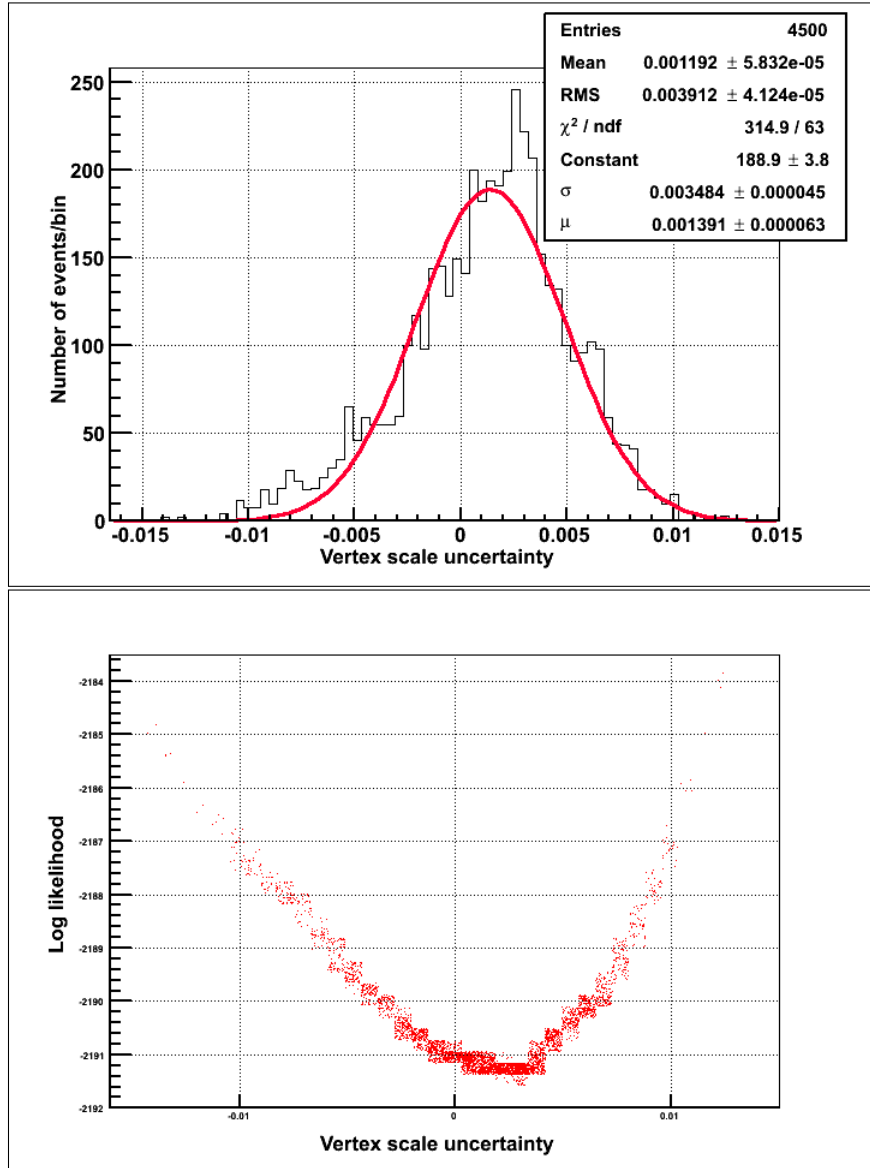 Entries 4500
Mean 0.001192 ± 5.832e-05
RMS 0.003912 ± 4.124e-05
χ² / ndf 314.9 / 63
Constant 188.9 ± 3.8
σ 0.003484 ± 0.000045
μ 0.001391 ± 0.000063
Number of events/bin
250
200
150
100
50
0
-0.015 -0.01 -0.005 0 0.005 0.01 0.015
Vertex scale uncertainty
Log likelihood
-2184
-2185
-2186
-2187
-2188
-2189
-2190
-2191
-2192
-0.01 0 0.01
Vertex scale uncertainty